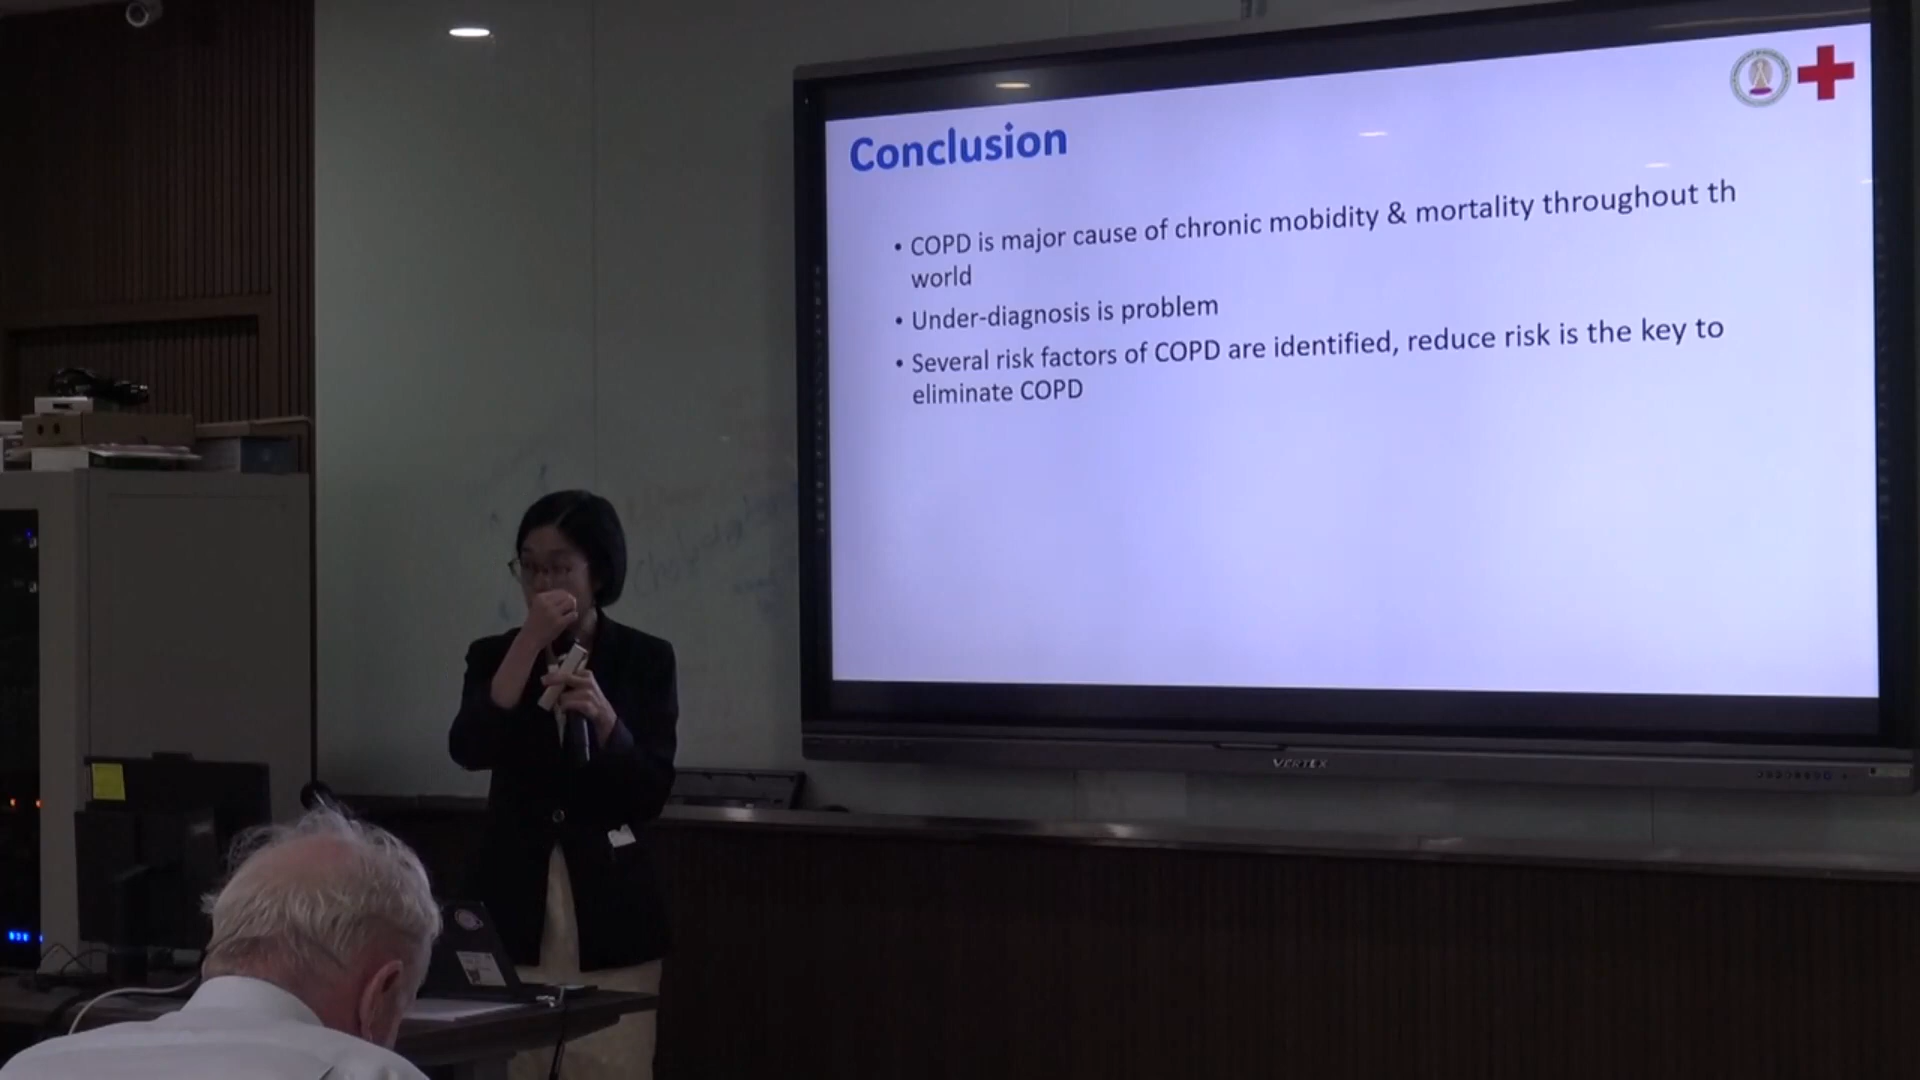 Conclusion
• COPD is major cause of chronic mobidity & mortality throughout th
world
• Under-diagnosis is problem
• Several risk factors of COPD are identified, reduce risk is the key to
eliminate COPD
VERTEX